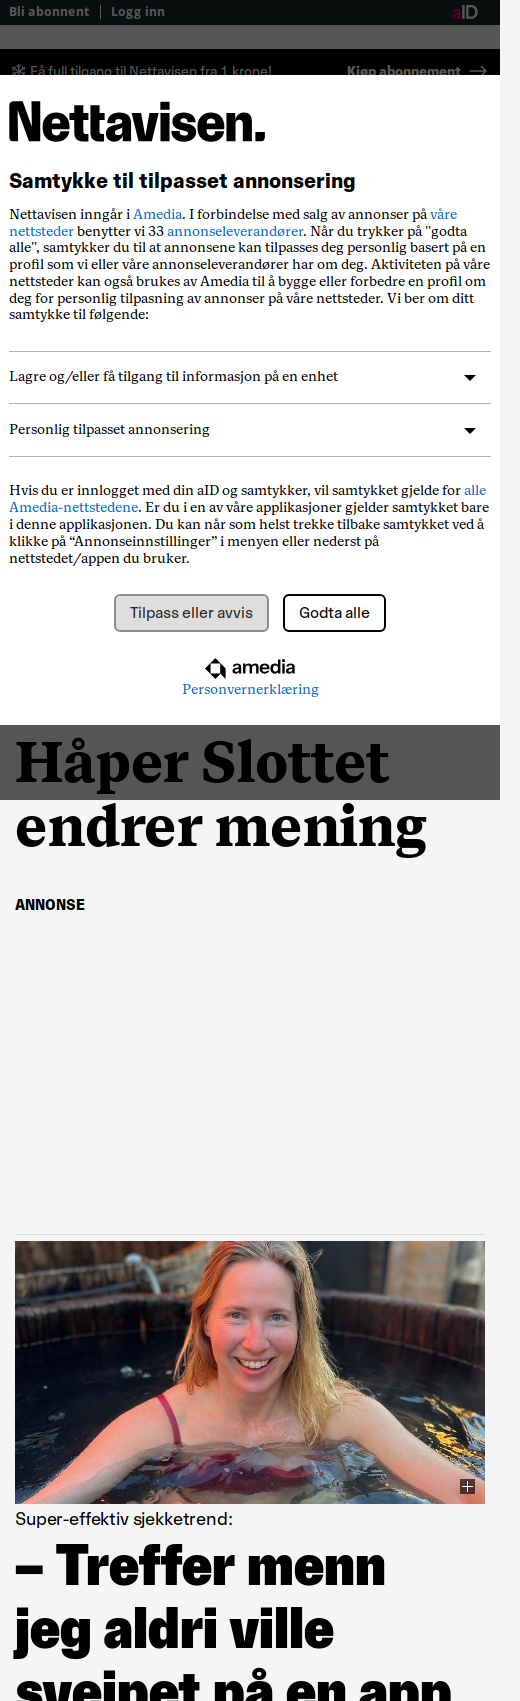 Bli abonnent | Logg inn
aID
Få full tilgang til Nettavisen fra 1 krone!
Kjøp abonnement
Nettavisen.
Samtykke til tilpasset annonsering
Nettavisen inngår i Amedia. I forbindelse med salg av annonser på våre
nettsteder benytter vi 33 annonseleverandører. Når du trykker på "godta
alle", samtykker du til at annonsene kan tilpasses deg personlig basert på en
profil som vi eller våre annonseleverandører har om deg. Aktiviteten på våre
nettsteder kan også brukes av Amedia til å bygge eller forbedre en profil om
deg for personlig tilpasning av annonser på våre nettsteder. Vi ber om ditt
samtykke til følgende:
Lagre og/eller få tilgang til informasjon på en enhet
Personlig tilpasset annonsering
Hvis du er innlogget med din aID og samtykker, vil samtykket gjelde for alle
Amedia-nettstedene. Er du i en av våre applikasjoner gjelder samtykket bare
i denne applikasjonen. Du kan når som helst trekke tilbake samtykket ved å
klikke på “Annonseinnstillinger” i menyen eller nederst på
nettstedet/appen du bruker.
Tilpass eller avvis
Godta alle
amedia
Personvernerklæring
Håper Slottet
endrer mening
ANNONSE
Super-effektiv sjekketrend:
– Treffer menn
jeg aldri ville
sveipet på en app